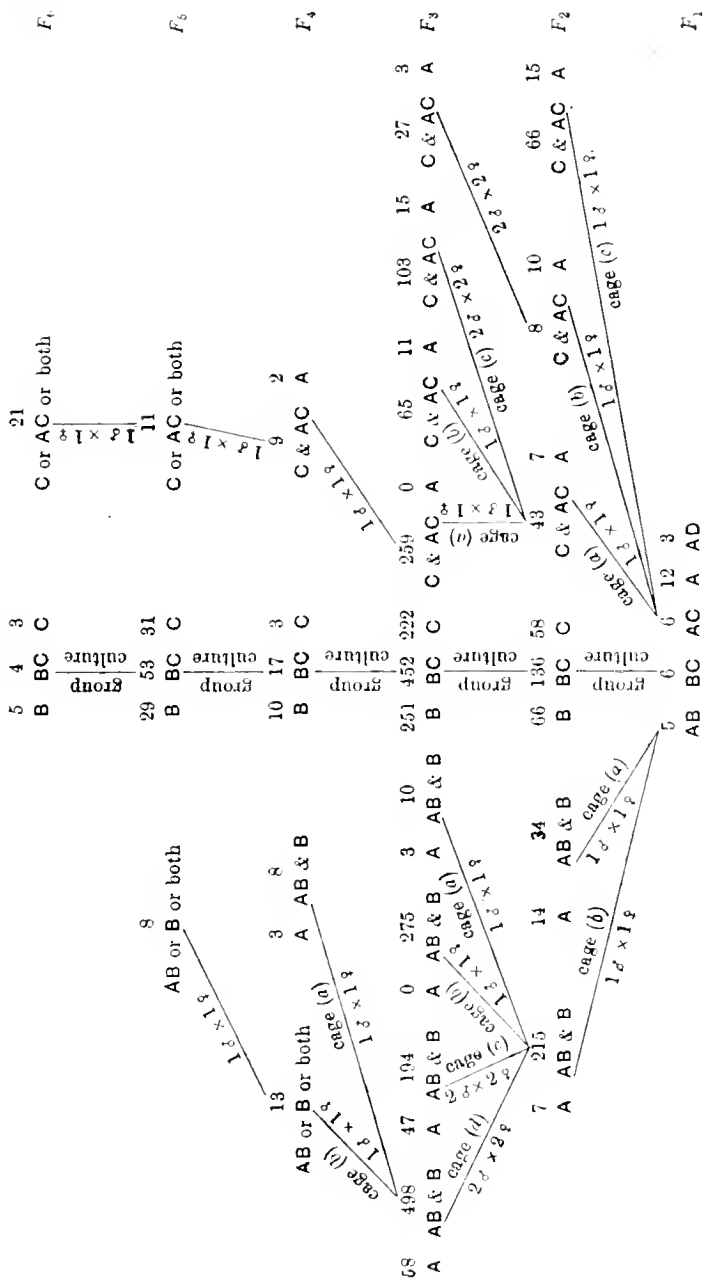 F6
5 4 3 21
B BC C C or AC or both
group culture 1♂ × 1♀
F5
8 29 53 31 11
AB or B or both B BC C C or AC or both
1♂ × 1♀ group culture 1♂ × 1♀
F4
13 3 8 10 17 3 9 2
AB or B or both A AB & B B BC C C & AC A
cage (b) 1♂ × 1♀ cage (a) 1♂ × 1♀ group culture 1♂ × 1♀
F3
58 498 47 194 0 275 3 10 251 452 222 259 0 65 11 103 15 27 3
A AB & B A AB & B A AB & B A AB & B B BC C C & AC A C & AC A C & AC A C & AC A
cage (d) 2♂ × 2♀ cage (c) 2♂ × 2♀ cage (b) 1♂ × 1♀ cage (a) 1♂ × 1♀ group culture cage (a) 1♂ × 1♀ cage (b) 1♂ × 1♀ cage (c) 2♂ × 2♀ 2♂ × 2♀
F2
7 215 14 34 66 136 58 43 7 8 10 66 15
A AB & B A AB & B B BC C C & AC A C & AC A C & AC A
cage (b) 1♂ × 1♀ cage (a) 1♂ × 1♀ group culture cage (a) 1♂ × 1♀ cage (b) 1♂ × 1♀ cage (c) 1♂ × 1♀.
F1
5 6 6 12 3
AB BC AC A AD